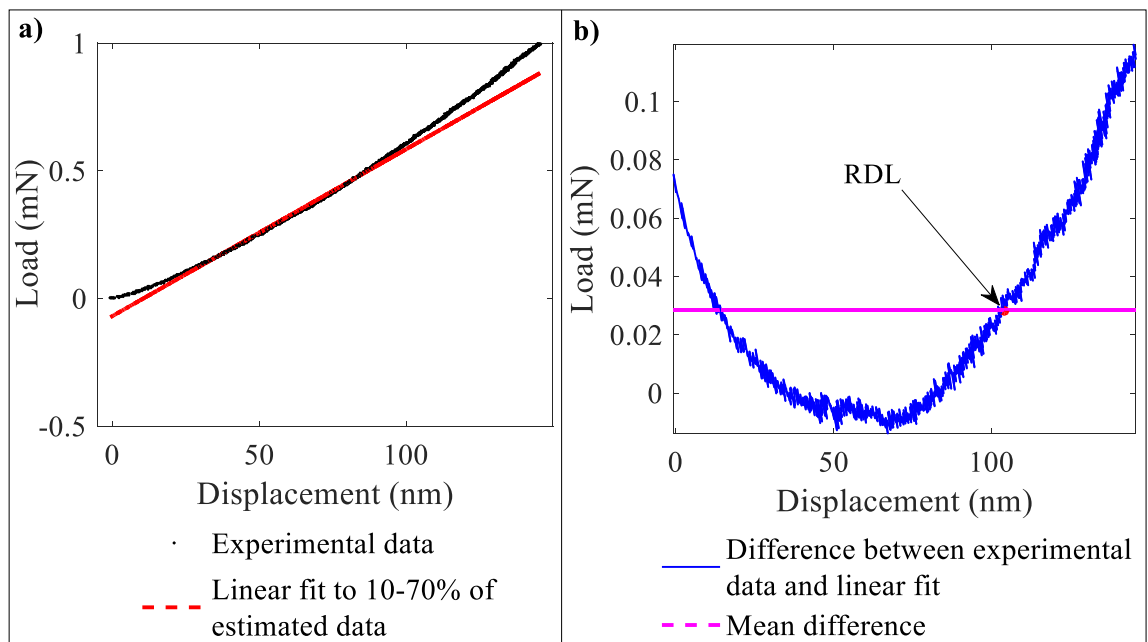 a)
1
0.5
0
-0.5
Load (mN)
0 50 100
Displacement (nm)
Experimental data
Linear fit to 10-70% of
estimated data
b)
0.1
0.08
0.06
0.04
0.02
0
Load (mN)
RDL
0 50 100
Displacement (nm)
Difference between experimental
data and linear fit
Mean difference